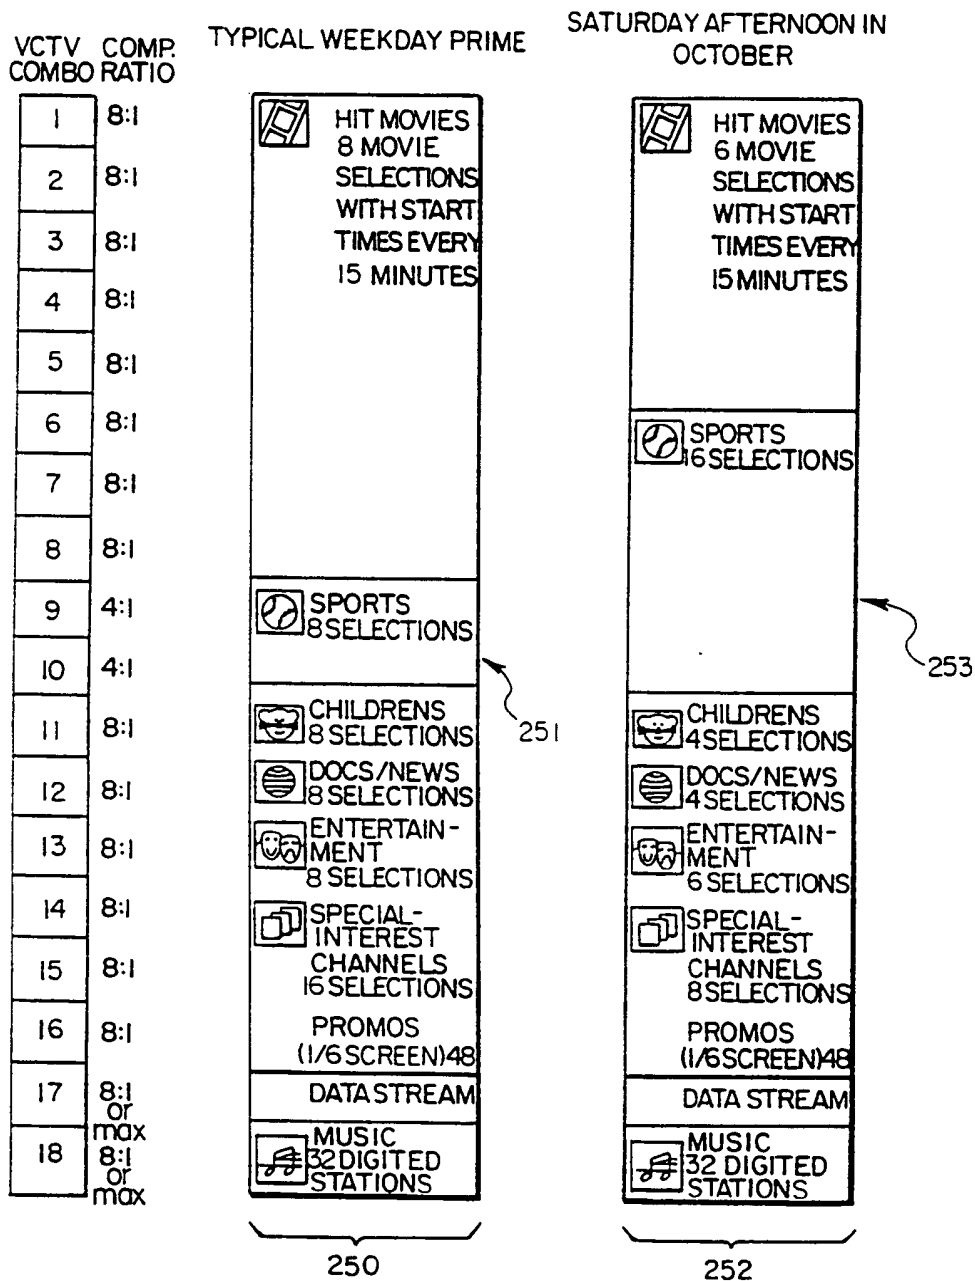 VCTV COMBO
COMP. RATIO
1 8:1
2 8:1
3 8:1
4 8:1
5 8:1
6 8:1
7 8:1
8 8:1
9 4:1
10 4:1
11 8:1
12 8:1
13 8:1
14 8:1
15 8:1
16 8:1
17 8:1
or
max
18 8:1
or
max
TYPICAL WEEKDAY PRIME
HIT MOVIES
8 MOVIE
SELECTIONS
WITH START
TIMES EVERY
15 MINUTES
SPORTS
8 SELECTIONS
251
CHILDRENS
8 SELECTIONS
DOCS/NEWS
8 SELECTIONS
ENTERTAIN-
MENT
8 SELECTIONS
SPECIAL-
INTEREST
CHANNELS
16 SELECTIONS
PROMOS
(1/6 SCREEN) 48
DATA STREAM
MUSIC
32 DIGITED
STATIONS
250
SATURDAY AFTERNOON IN
OCTOBER
HIT MOVIES
6 MOVIE
SELECTIONS
WITH START
TIMES EVERY
15 MINUTES
SPORTS
16 SELECTIONS
253
CHILDRENS
4 SELECTIONS
DOCS/NEWS
4 SELECTIONS
ENTERTAIN-
MENT
6 SELECTIONS
SPECIAL-
INTEREST
CHANNELS
8 SELECTIONS
PROMOS
(1/6 SCREEN) 48
DATA STREAM
MUSIC
32 DIGITED
STATIONS
252